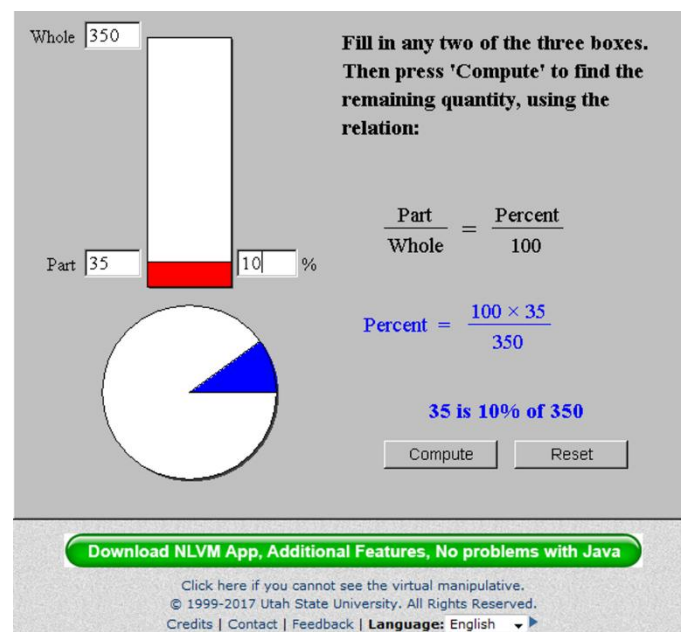 Whole 350
Fill in any two of the three boxes.
Then press 'Compute' to find the
remaining quantity, using the
relation:
Part
Whole
=
Percent
100
Part 35
10 %
Percent = 100 × 35
350
35 is 10% of 350
Compute
Reset
Download NLVM App, Additional Features, No problems with Java
Click here if you cannot see the virtual manipulative.
© 1999-2017 Utah State University. All Rights Reserved.
Credits | Contact | Feedback | Language: English